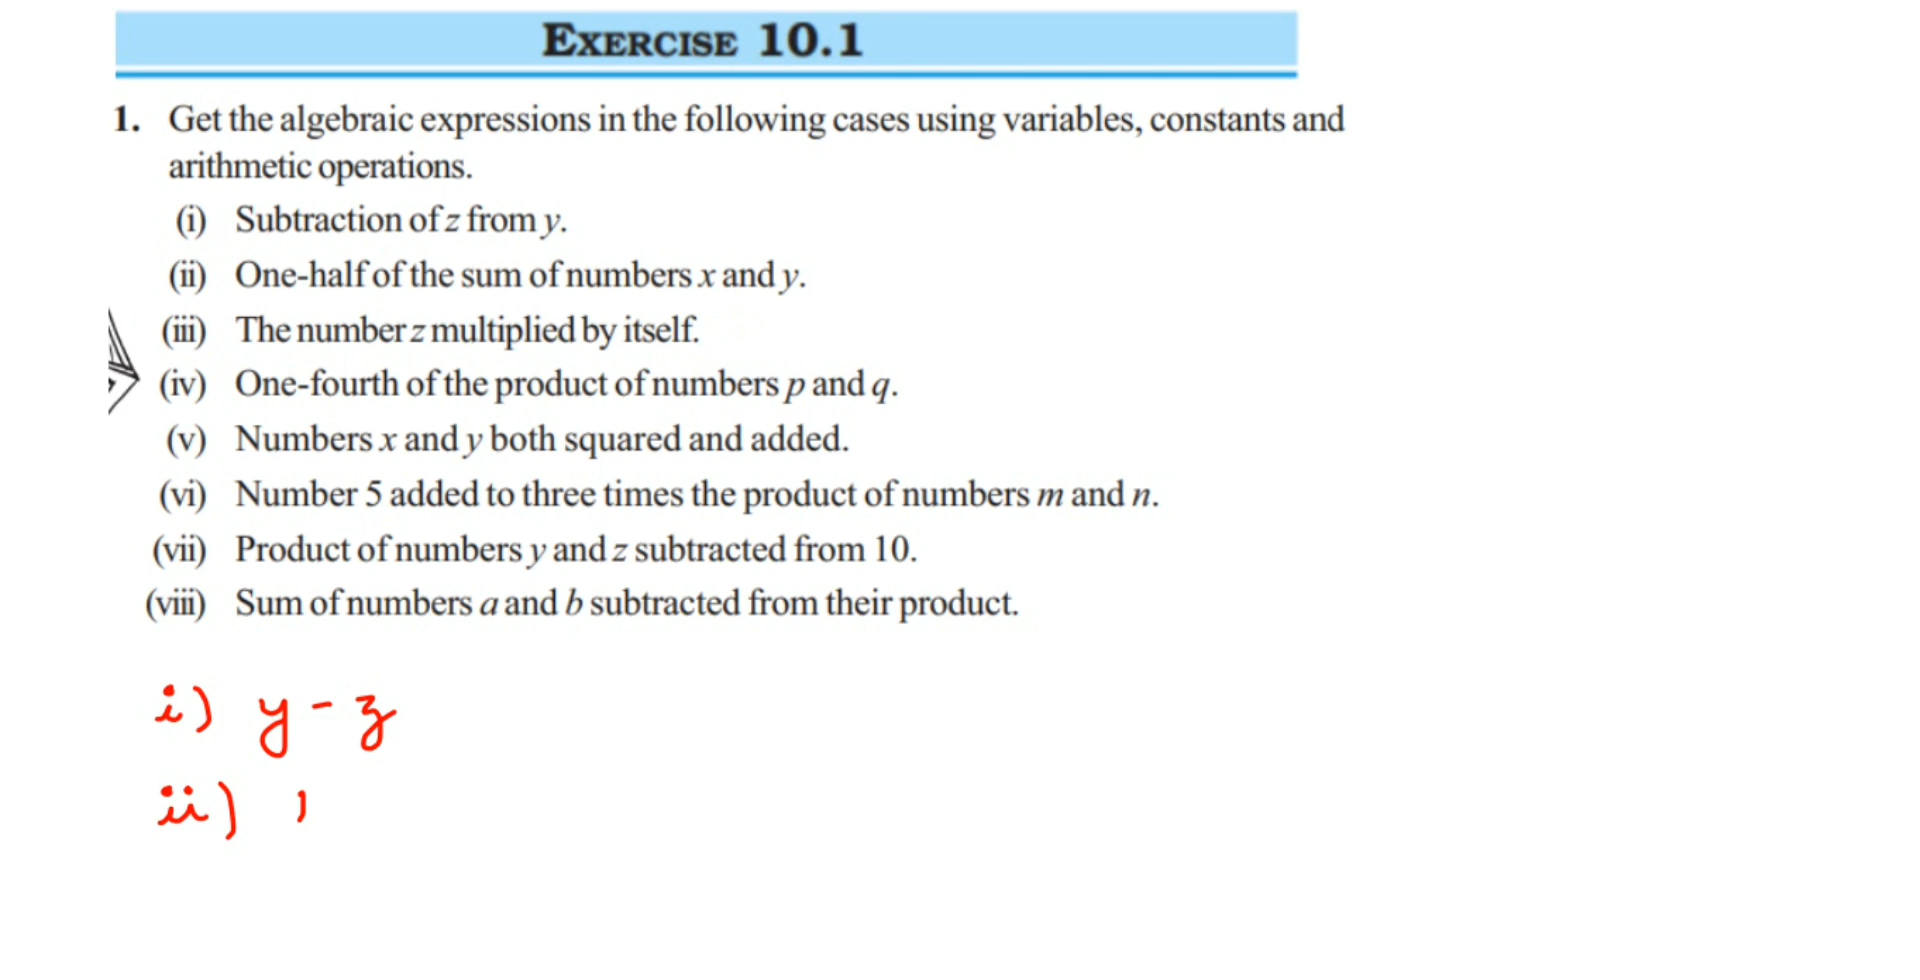 EXERCISE 10.1
1. Get the algebraic expressions in the following cases using variables, constants and
arithmetic operations.
(i) Subtraction of z from y.
(ii) One-half of the sum of numbers x and y.
(iii) The number z multiplied by itself.
(iv) One-fourth of the product of numbers p and q.
(v) Numbers x and y both squared and added.
(vi) Number 5 added to three times the product of numbers m and n.
(vii) Product of numbers y and z subtracted from 10.
(viii) Sum of numbers a and b subtracted from their product.
i) y - z
ii)